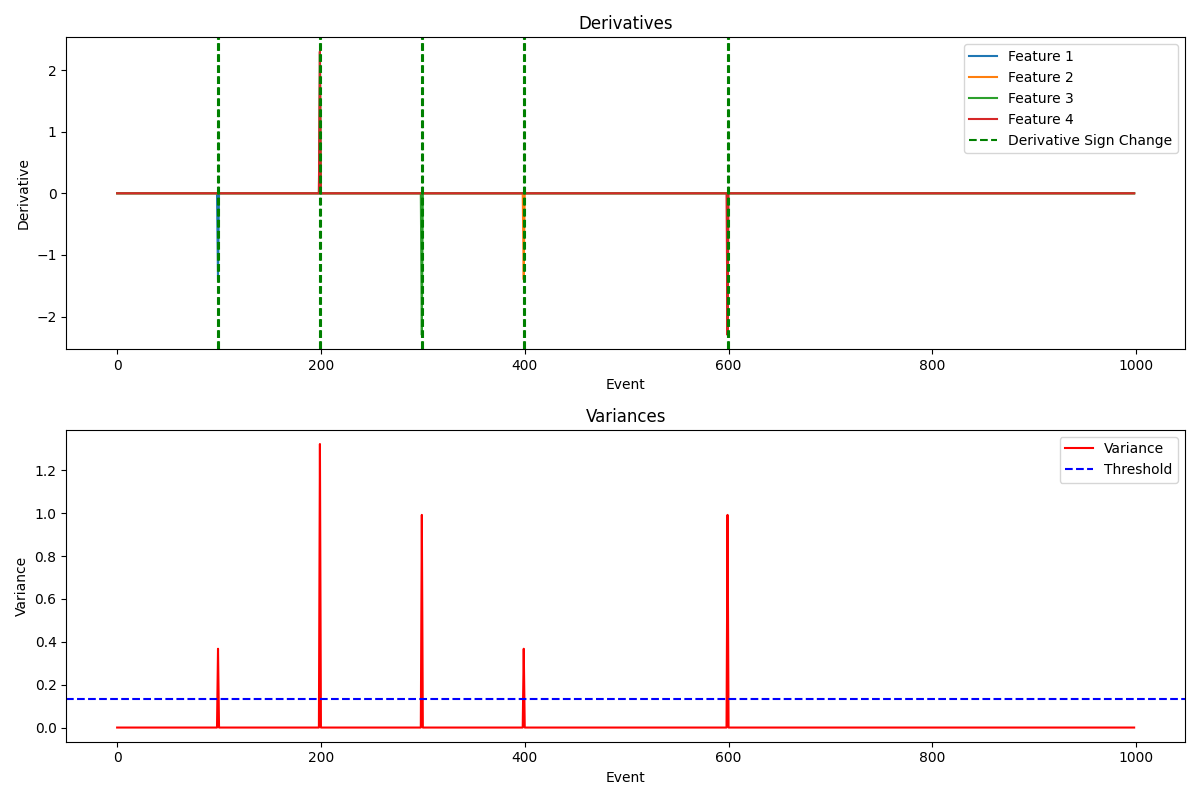 Derivatives
Feature 1
Feature 2
Feature 3
Feature 4
Derivative Sign Change
Derivative
2
1
0
−1
−2
0 200 400 600 800 1000
Event
Variances
Variance
Threshold
Variance
1.2
1.0
0.8
0.6
0.4
0.2
0.0
0 200 400 600 800 1000
Event